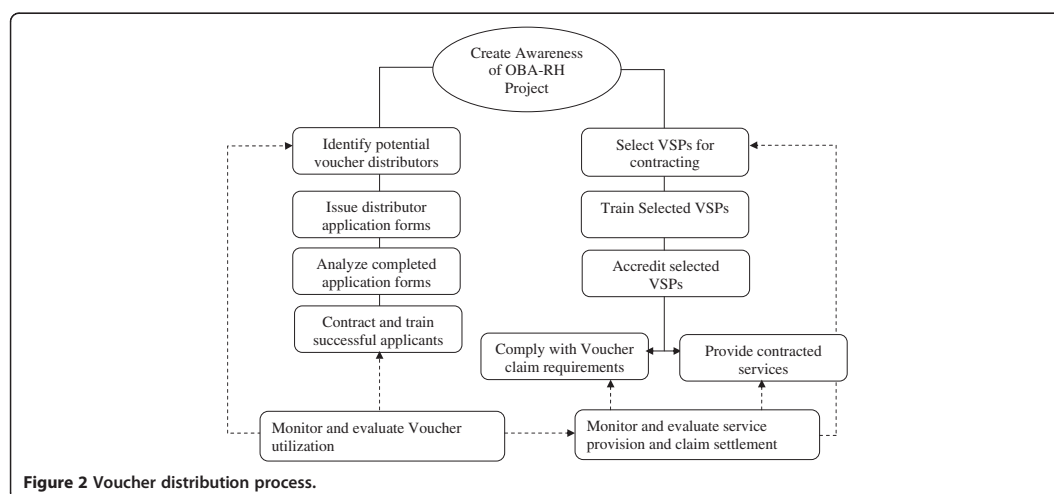 Create Awareness
of OBA-RH
Project
Identify potential
voucher distributors
Issue distributor
application forms
Analyze completed
application forms
Contract and train
successful applicants
Select VSPs for
contracting
Train Selected VSPs
Accredit selected
VSPs
Comply with Voucher
claim requirements
Provide contracted
services
Monitor and evaluate Voucher
utilization
Monitor and evaluate service
provision and claim settlement
Figure 2 Voucher distribution process.